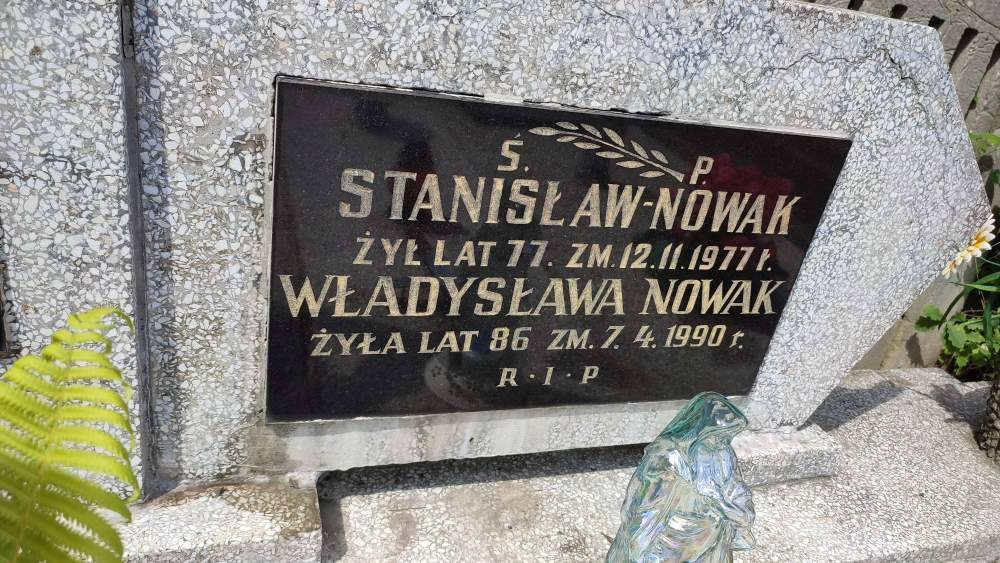 Ś. P.
STANISŁAW-NOWAK
ŻYŁ LAT 77. ZM. 12.11.1977 r.
WŁADYSŁAWA NOWAK
ŻYŁA LAT 86 ZM. 7. 4. 1990 r.
R·I·P